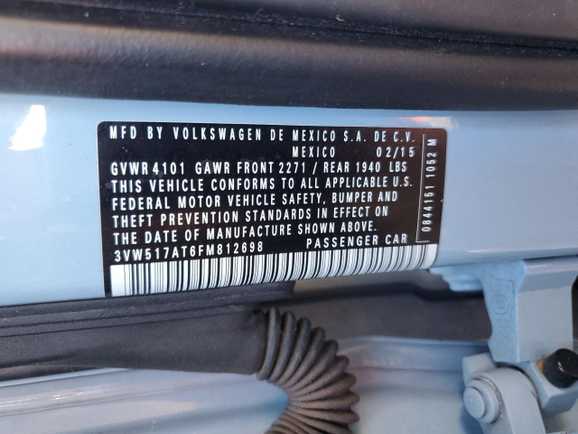 MFD BY VOLKSWAGEN DE MEXICO S.A. DE C.V.
MEXICO 02/15
GVWR 4101 GAWR FRONT 2271 / REAR 1940 LBS
THIS VEHICLE CONFORMS TO ALL APPLICABLE U.S.
FEDERAL MOTOR VEHICLE SAFETY, BUMPER AND
THEFT PREVENTION STANDARDS IN EFFECT ON
THE DATE OF MANUFACTURE SHOWN ABOVE.
3VW517AT6FM812698 PASSENGER CAR
0844151 1052 M